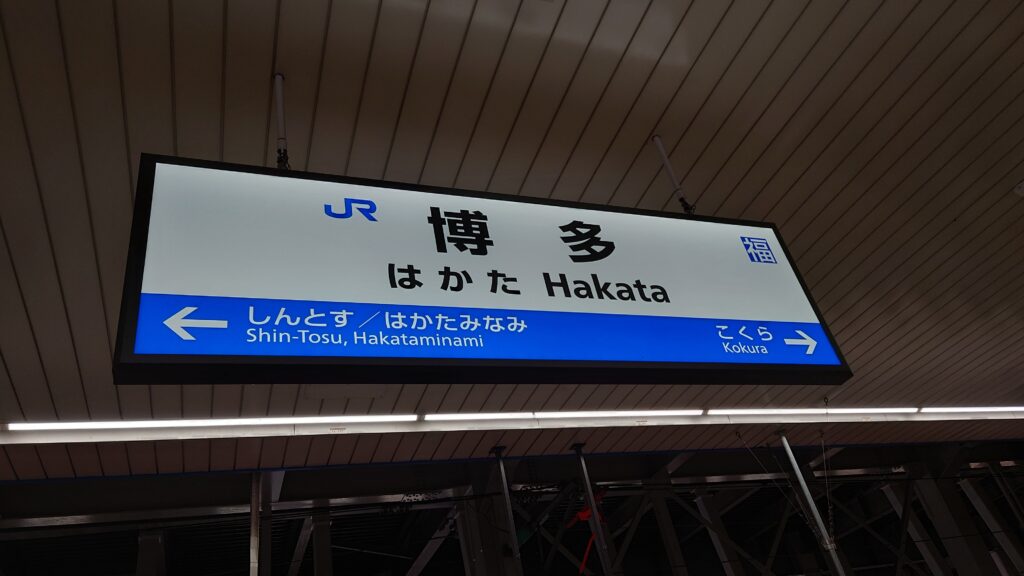 JR 博多 福
はかた Hakata
← しんとす／はかたみなみ
Shin-Tosu, Hakataminami
こくら →
Kokura